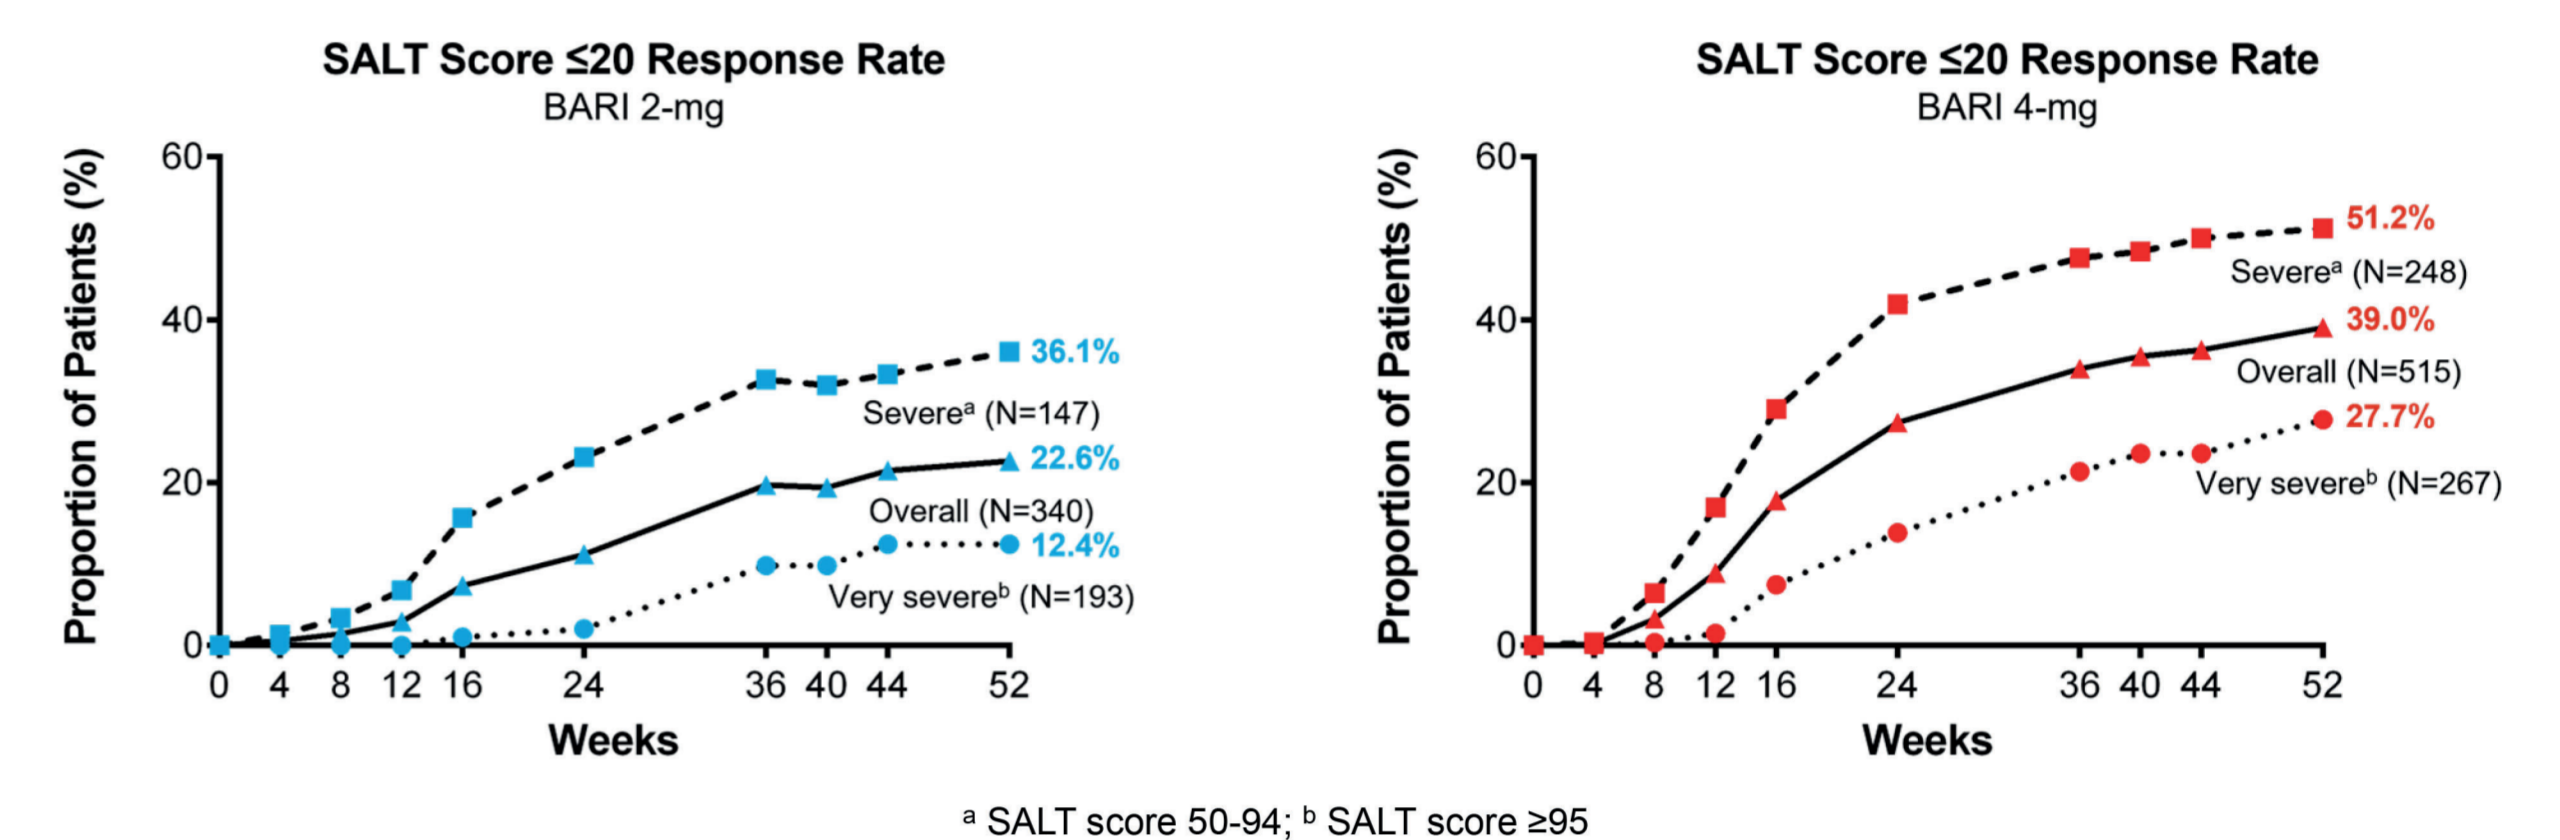 SALT Score ≤20 Response Rate
BARI 2-mg
Proportion of Patients (%)
60
40
20
0
36.1%
Severeᵃ (N=147)
22.6%
Overall (N=340)
12.4%
Very severeᵇ (N=193)
0 4 8 12 16 24 36 40 44 52
Weeks
SALT Score ≤20 Response Rate
BARI 4-mg
Proportion of Patients (%)
60
40
20
0
51.2%
Severeᵃ (N=248)
39.0%
Overall (N=515)
27.7%
Very severeᵇ (N=267)
0 4 8 12 16 24 36 40 44 52
Weeks
ᵃ SALT score 50-94; ᵇ SALT score ≥95